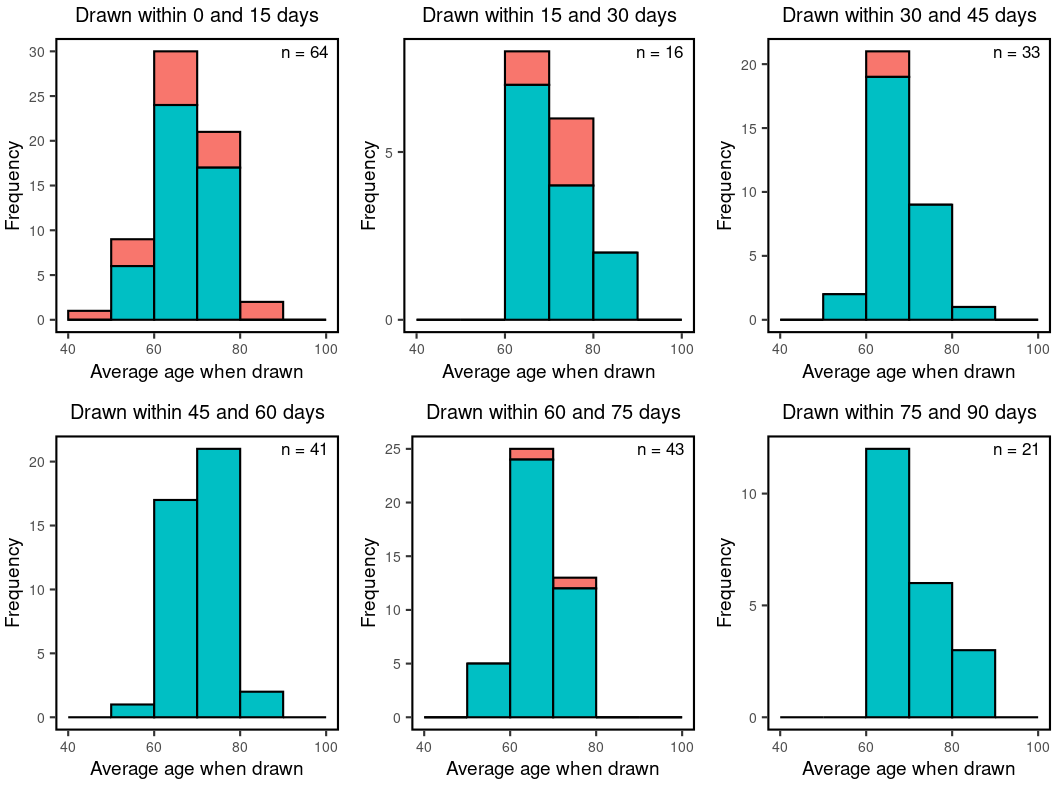 Drawn within 0 and 15 days
n = 64
Frequency
30
25
20
15
10
5
0
40 60 80 100
Average age when drawn
Drawn within 15 and 30 days
n = 16
Frequency
5
0
40 60 80 100
Average age when drawn
Drawn within 30 and 45 days
n = 33
Frequency
20
15
10
5
0
40 60 80 100
Average age when drawn
Drawn within 45 and 60 days
n = 41
Frequency
20
15
10
5
0
40 60 80 100
Average age when drawn
Drawn within 60 and 75 days
n = 43
Frequency
25
20
15
10
5
0
40 60 80 100
Average age when drawn
Drawn within 75 and 90 days
n = 21
Frequency
10
5
0
40 60 80 100
Average age when drawn